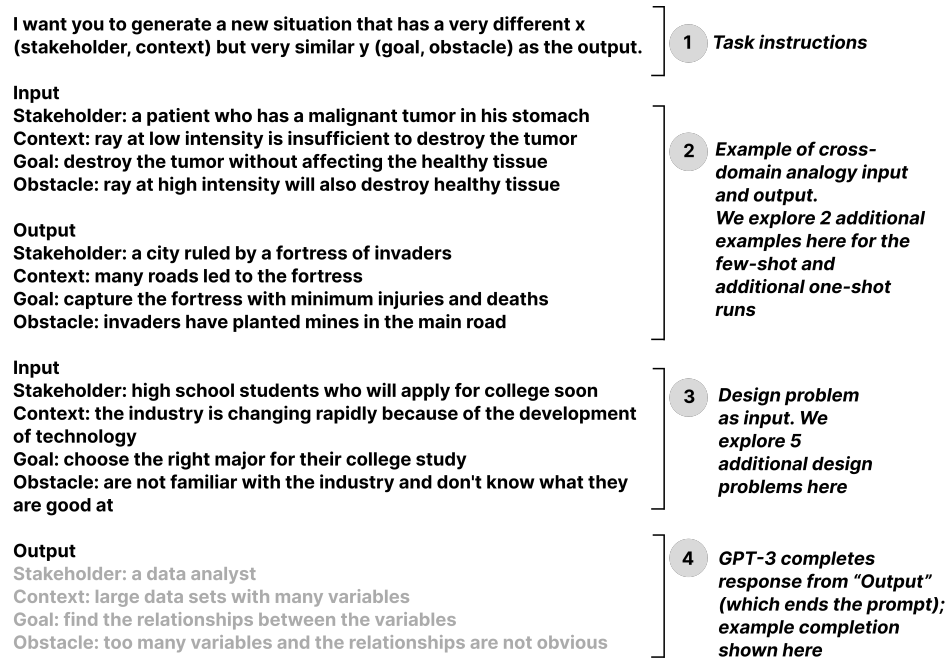 I want you to generate a new situation that has a very different x
(stakeholder, context) but very similar y (goal, obstacle) as the output.
1
Task instructions
Input
Stakeholder: a patient who has a malignant tumor in his stomach
Context: ray at low intensity is insufficient to destroy the tumor
Goal: destroy the tumor without affecting the healthy tissue
Obstacle: ray at high intensity will also destroy healthy tissue
Output
Stakeholder: a city ruled by a fortress of invaders
Context: many roads led to the fortress
Goal: capture the fortress with minimum injuries and deaths
Obstacle: invaders have planted mines in the main road
2
Example of cross-
domain analogy input
and output.
We explore 2 additional
examples here for the
few-shot and
additional one-shot
runs
Input
Stakeholder: high school students who will apply for college soon
Context: the industry is changing rapidly because of the development
of technology
Goal: choose the right major for their college study
Obstacle: are not familiar with the industry and don't know what they
are good at
3
Design problem
as input. We
explore 5
additional design
problems here
Output
Stakeholder: a data analyst
Context: large data sets with many variables
Goal: find the relationships between the variables
Obstacle: too many variables and the relationships are not obvious
4
GPT-3 completes
response from “Output”
(which ends the prompt);
example completion
shown here